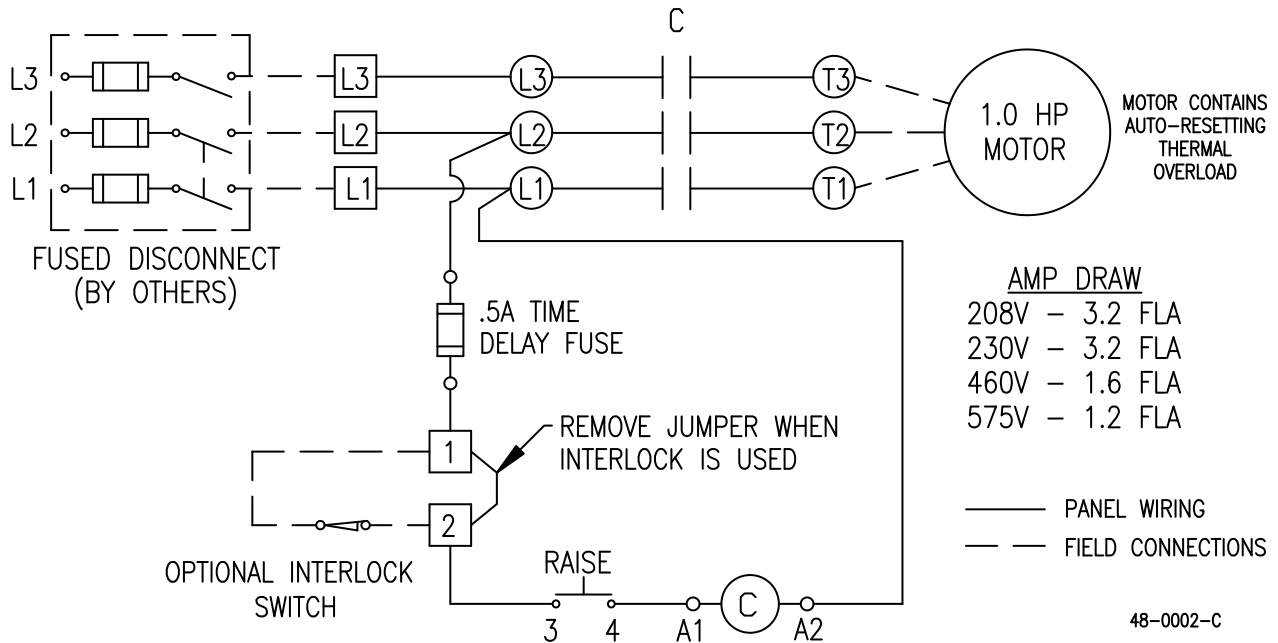 C
L3
L3
L3
T3
L2
L2
L2
T2
L1
L1
L1
T1
1.0 HP
MOTOR
MOTOR CONTAINS
AUTO-RESETTING
THERMAL
OVERLOAD
FUSED DISCONNECT
(BY OTHERS)
.5A TIME
DELAY FUSE
AMP DRAW
208V - 3.2 FLA
230V - 3.2 FLA
460V - 1.6 FLA
575V - 1.2 FLA
1
REMOVE JUMPER WHEN
INTERLOCK IS USED
2
OPTIONAL INTERLOCK
SWITCH
RAISE
3
4
A1
C
A2
PANEL WIRING
FIELD CONNECTIONS
48-0002-C